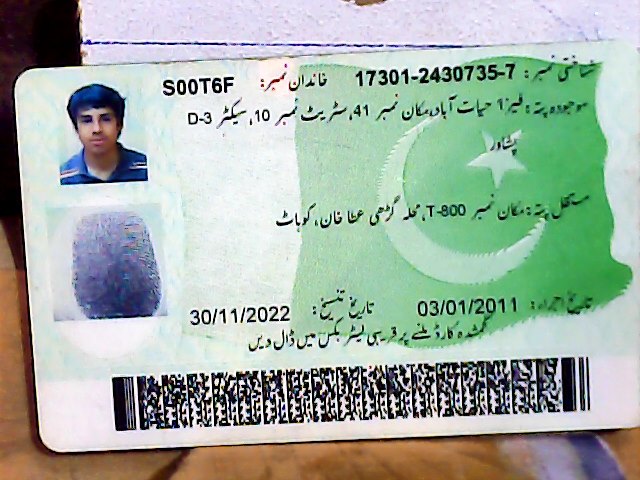 شناختی نمبر: 17301-2430735-7 خاندان نمبر: S00T6F
موجودہ پتہ: فیز 1 حیات آباد، مکان نمبر 41، سٹریٹ نمبر 10، سیکٹر D-3
پشاور
مستقل پتہ: مکان نمبر T-800، محلہ گڑھی عطا خان، کوہاٹ
تاریخ اجراء: 03/01/2011 تاریخ تنسیخ: 30/11/2022
گمشدہ کارڈ ملنے پر قریبی لیٹر بکس میں ڈال دیں